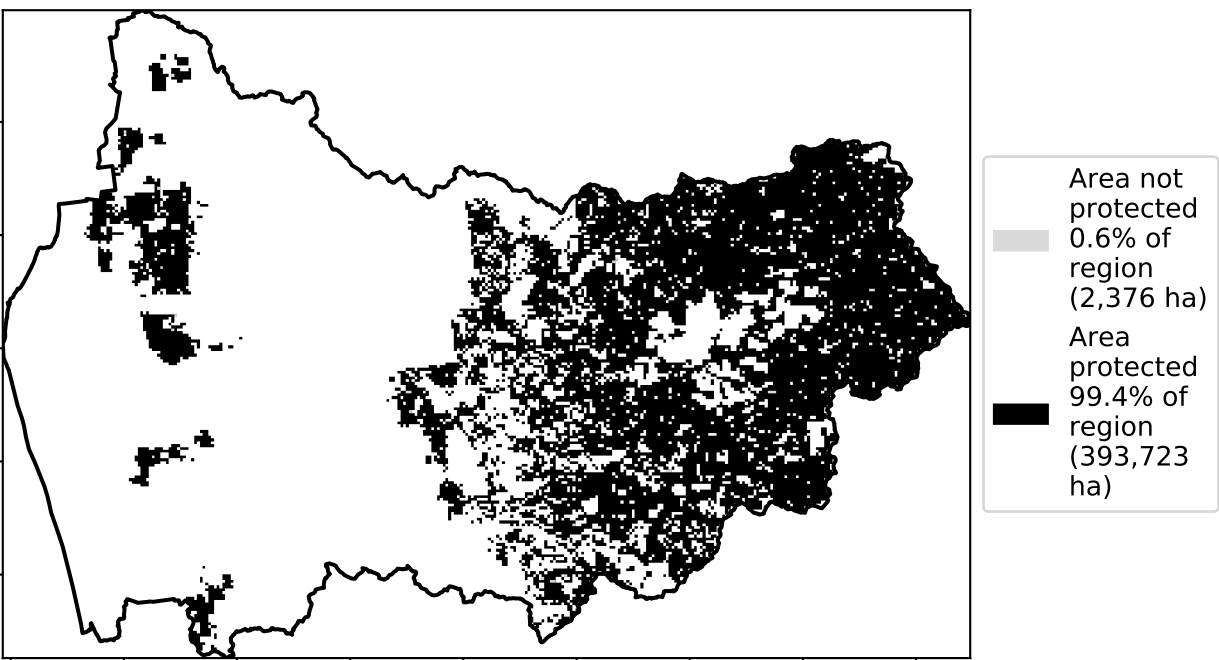 Area not
protected
0.6% of
region
(2,376 ha)
Area
protected
99.4% of
region
(393,723
ha)